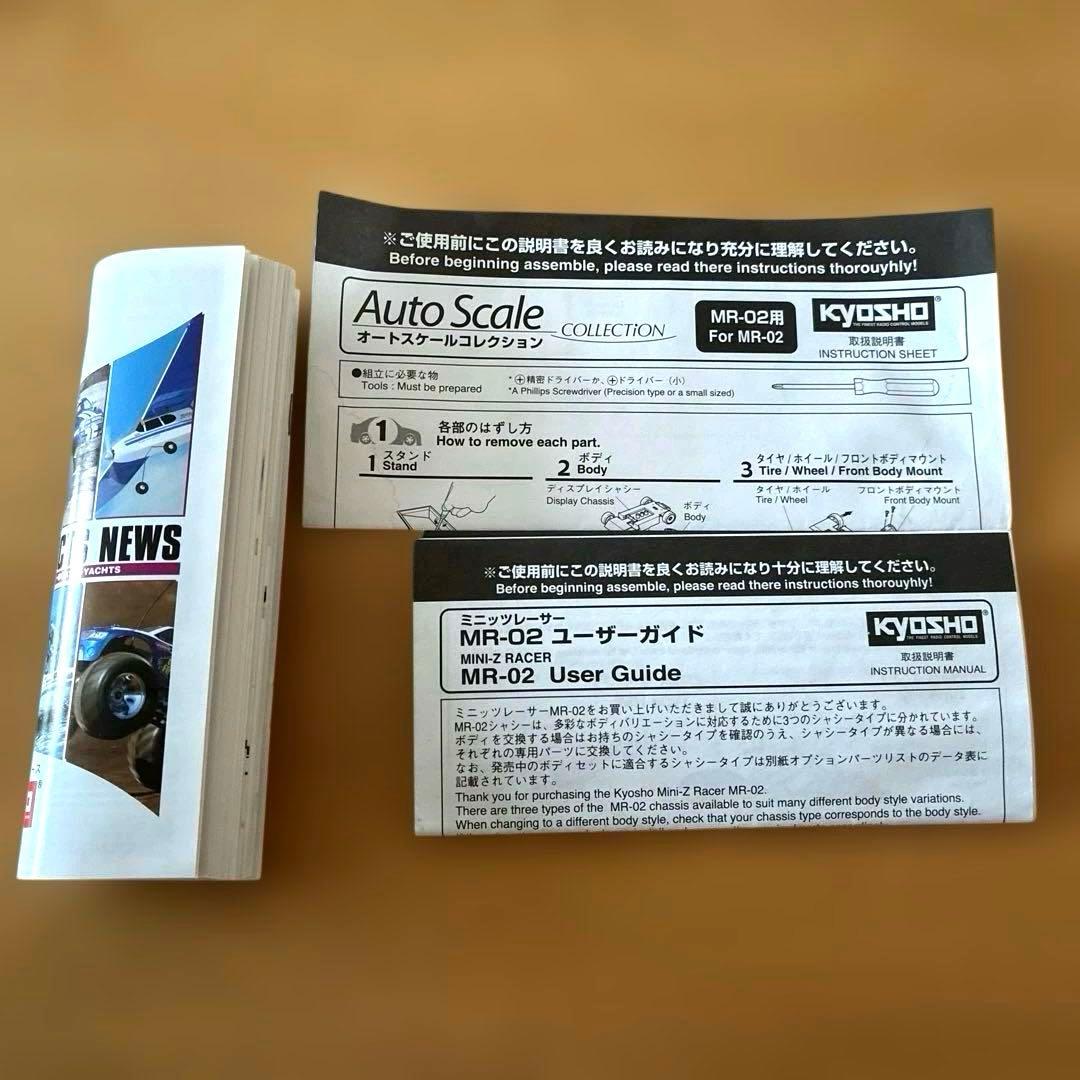 NEWS
YACHTS
※ご使用前にこの説明書を良くお読みになり充分に理解してください。
Before beginning assemble, please read there instructions thorouyhly!
Auto Scale COLLECTiON
オートスケールコレクション
MR-02用
For MR-02
KYOSHO®
THE FINEST RADIO CONTROL MODELS
取扱説明書
INSTRUCTION SHEET
●組立に必要な物
Tools : Must be prepared
*⊕精密ドライバーか、⊕ドライバー（小）
*A Phillips Screwdriver (Precision type or a small sized)
1
各部のはずし方
How to remove each part.
1 スタンド
Stand
2 ボディ
Body
3 タイヤ/ホイール/フロントボディマウント
Tire / Wheel / Front Body Mount
ディスプレイシャシー
Display Chassis
ボディ
Body
タイヤ/ホイール
Tire / Wheel
フロントボディマウント
Front Body Mount
※ご使用前にこの説明書を良くお読みになり十分に理解してください。
Before beginning assemble, please read there instructions thorouyhly!
ミニッツレーサー
MR-02 ユーザーガイド
MINI-Z RACER
MR-02 User Guide
KYOSHO®
THE FINEST RADIO CONTROL MODELS
取扱説明書
INSTRUCTION MANUAL
ミニッツレーサーMR-02をお買い上げいただきまして誠にありがとうございます。
MR-02シャシーは、多彩なボディバリエーションに対応するために3つのシャシータイプに分かれています。
ボディを交換する場合はお持ちのシャシータイプを確認のうえ、シャシータイプが異なる場合には、
それぞれの専用パーツに交換してください。
なお、発売中のボディセットに適合するシャシータイプは別紙オプションパーツリストのデータ表に
記載されています。
Thank you for purchasing the Kyosho Mini-Z Racer MR-02.
There are three types of the MR-02 chassis available to suit many different body style variations.
When changing to a different body style, check that your chassis type corresponds to the body style.